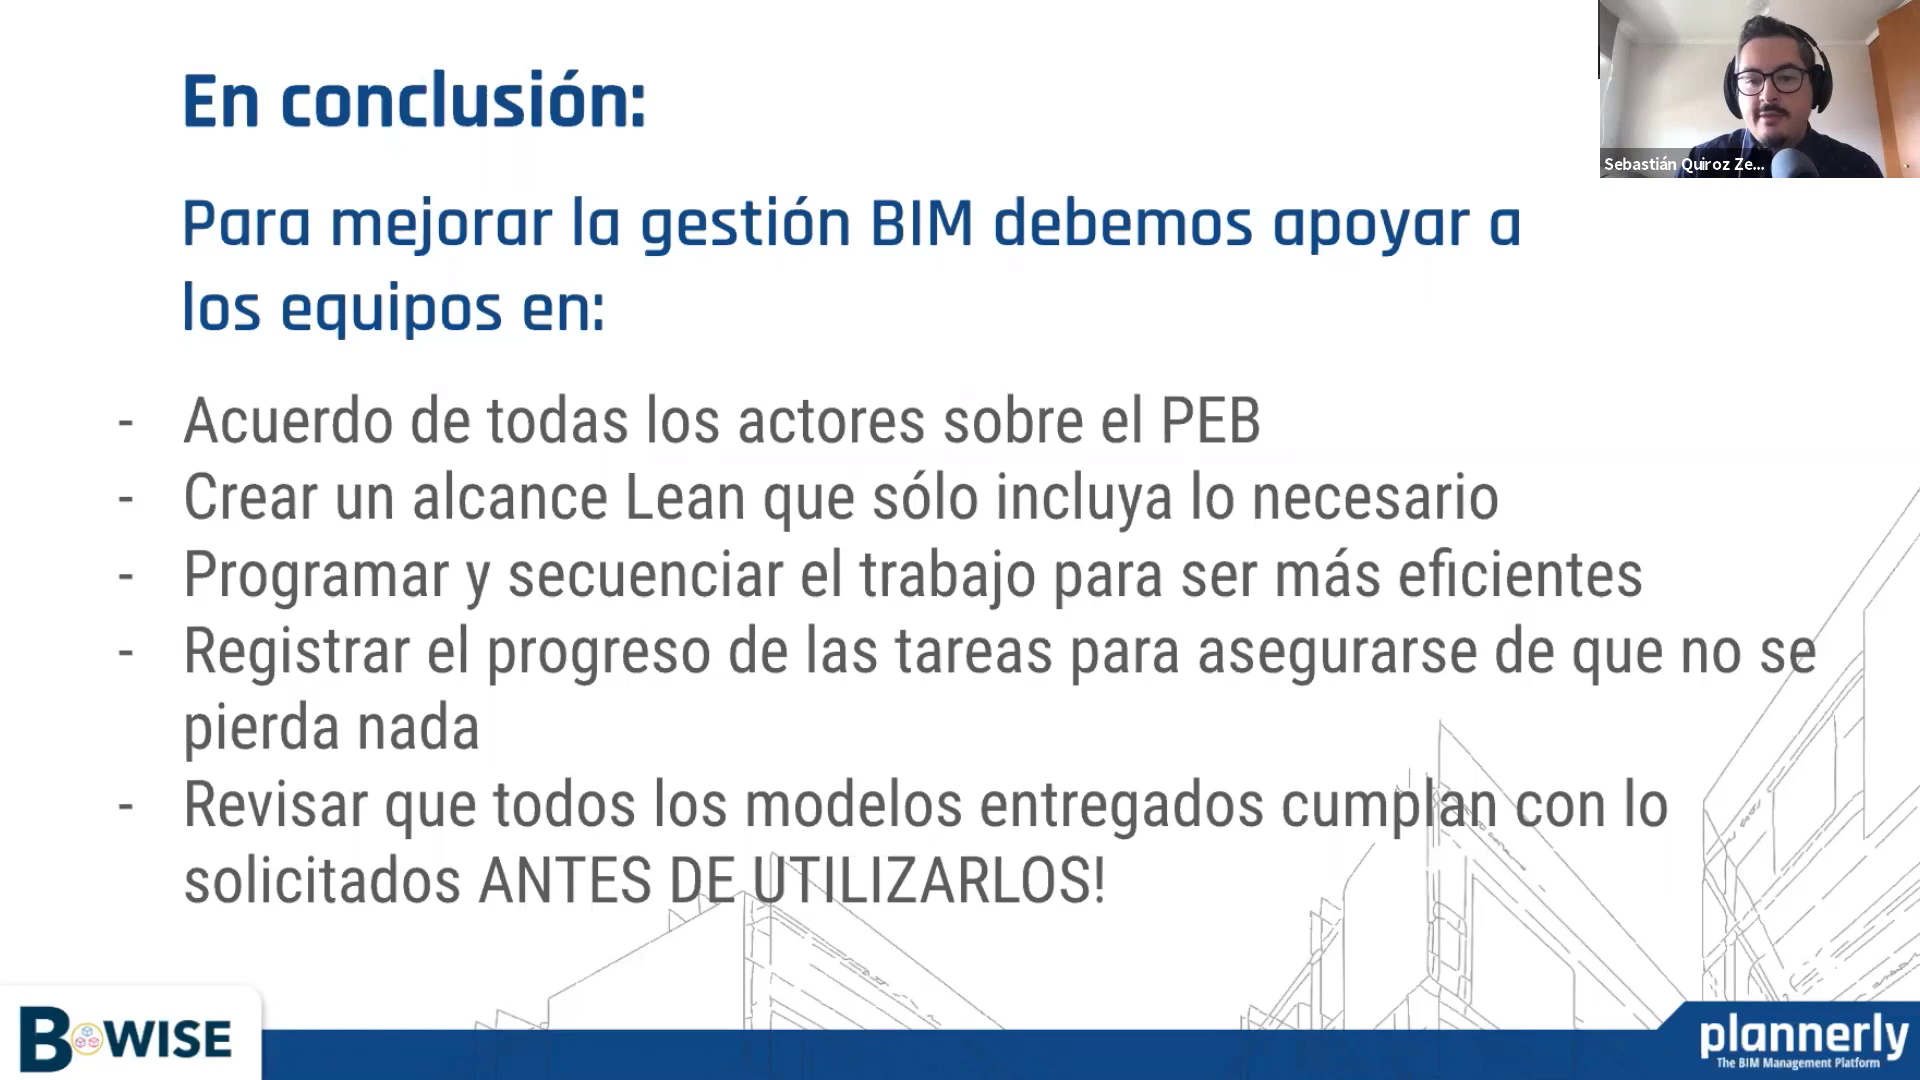 En conclusión:
Sebastián Quiroz Ze...
Para mejorar la gestión BIM debemos apoyar a
los equipos en:
- Acuerdo de todas los actores sobre el PEB
- Crear un alcance Lean que sólo incluya lo necesario
- Programar y secuenciar el trabajo para ser más eficientes
- Registrar el progreso de las tareas para asegurarse de que no se
pierda nada
- Revisar que todos los modelos entregados cumplan con lo
solicitados ANTES DE UTILIZARLOS!
B WISE
plannerly
The BIM Management Platform